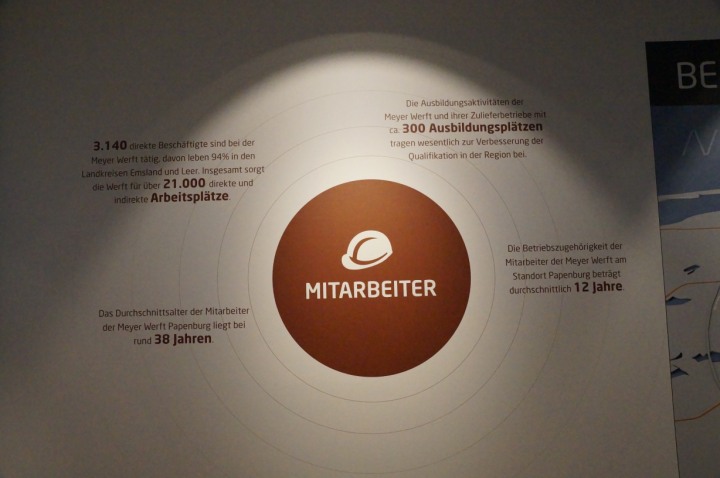 3.140 direkte Beschäftigte sind bei der
Meyer Werft tätig, davon leben 94% in den
Landkreisen Emsland und Leer. Insgesamt sorgt
die Werft für über 21.000 direkte und
indirekte Arbeitsplätze.
Die Ausbildungsaktivitäten der
Meyer Werft und ihrer Zulieferbetriebe mit
ca. 300 Ausbildungsplätzen
tragen wesentlich zur Verbesserung der
Qualifikation in der Region bei.
MITARBEITER
Die Betriebszugehörigkeit der
Mitarbeiter der Meyer Werft am
Standort Papenburg beträgt
durchschnittlich 12 Jahre.
Das Durchschnittsalter der Mitarbeiter
der Meyer Werft Papenburg liegt bei
rund 38 Jahren.
BE